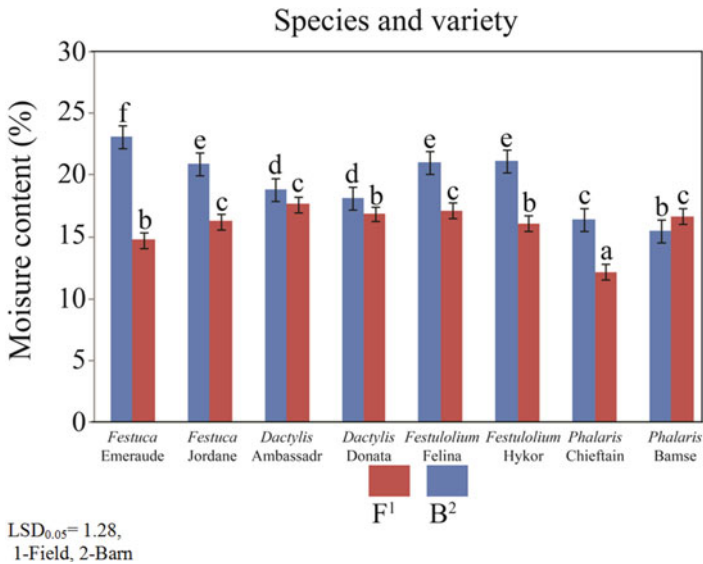 Species and variety
Moisure content (%)
30
25
20
15
10
5
0
f b e c d c d b e c e b c a b c
Festuca Festuca Dactylis Dactylis Festulolium Festulolium Phalaris Phalaris
Emeraude Jordane Ambassadr Donata Felina Hykor Chieftain Bamse
F¹ B²
LSD₀.₀₅= 1.28,
1-Field, 2-Barn